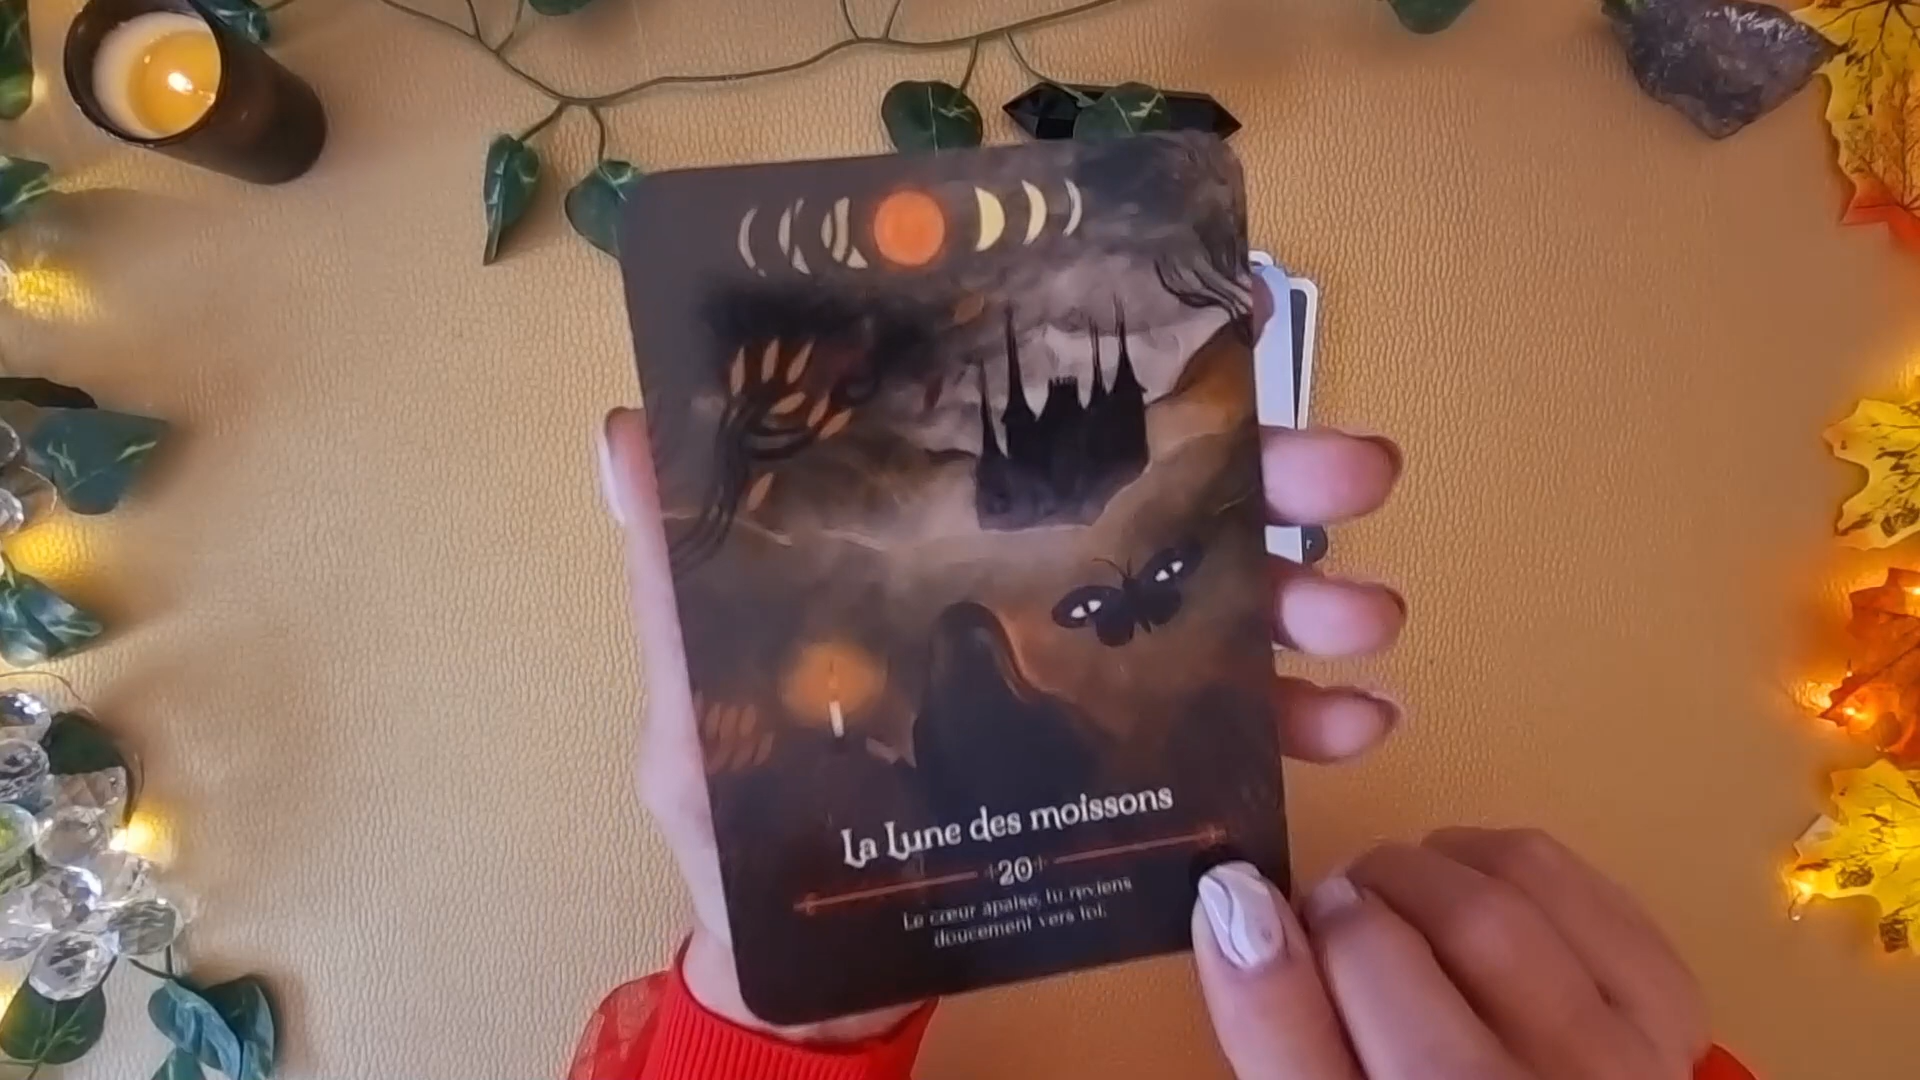 La Lune des moissons
20
Le cœur apaisé, tu reviens
doucement vers toi.